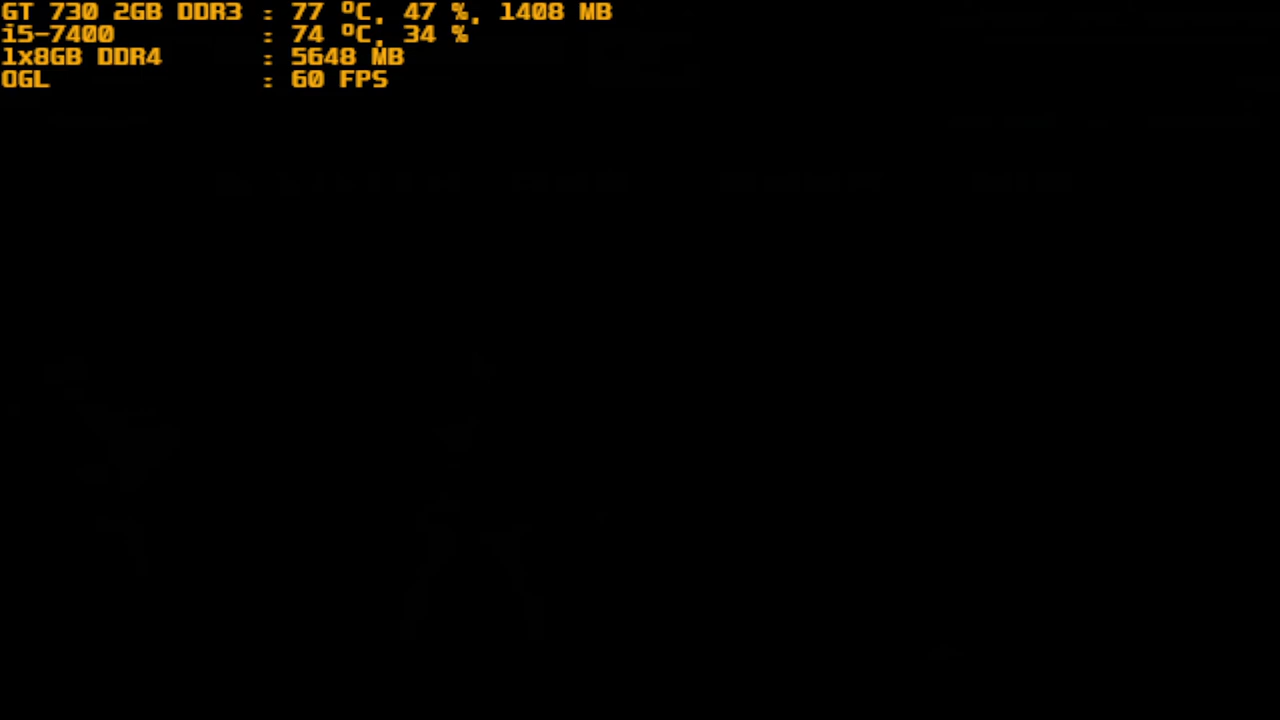 GT 730 2GB DDR3 : 77 ºC, 47 %, 1408 MB
i5-7400 : 74 ºC, 34 %
1x8GB DDR4 : 5648 MB
OGL : 60 FPS